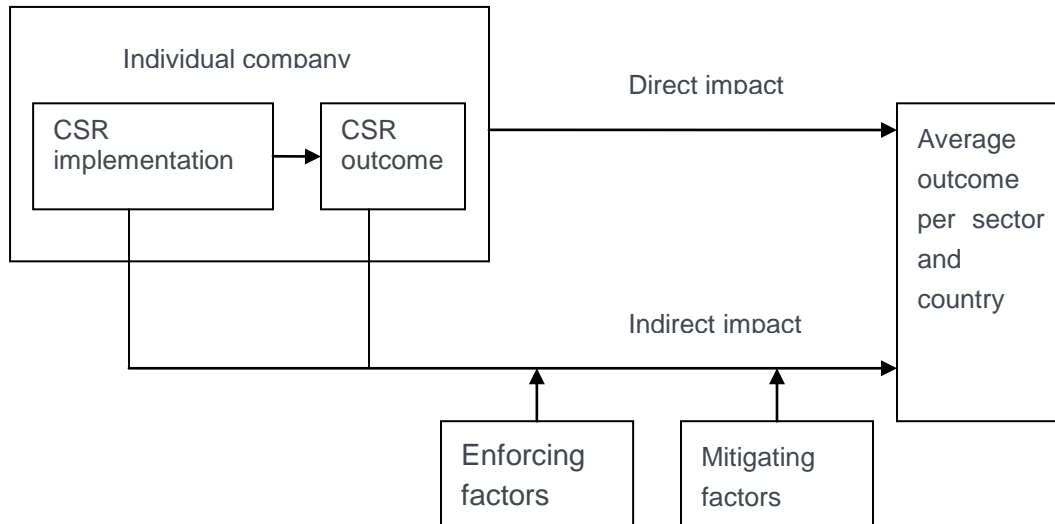 Individual company
Direct impact
CSR
implementation
CSR
outcome
Average
outcome
per sector
and
country
Indirect impact
Enforcing
factors
Mitigating
factors